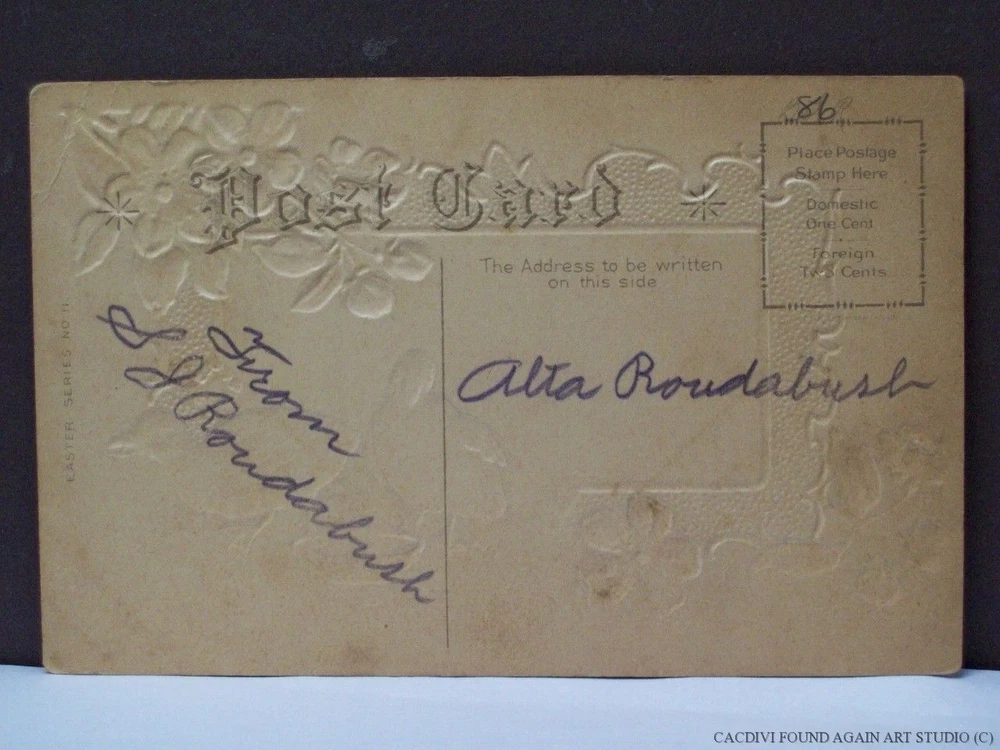 86
Post Card
Place Postage
Stamp Here
Domestic
One Cent
Foreign
Two Cents
The Address to be written
on this side
EASTER SERIES NO 11
From
S S Roudabush
Alta Roudabush
CACDIVI FOUND AGAIN ART STUDIO (C)